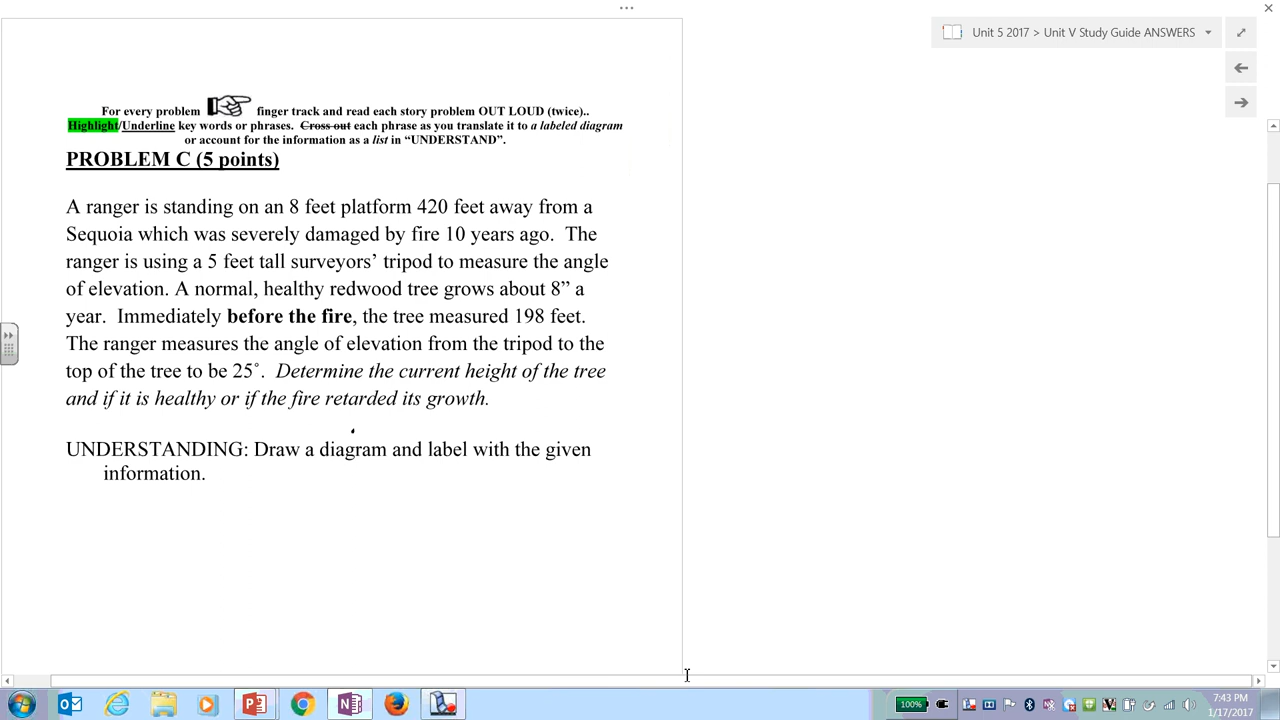 Unit 5 2017 > Unit V Study Guide ANSWERS
For every problem finger track and read each story problem OUT LOUD (twice)..
Highlight/Underline key words or phrases. Cross out each phrase as you translate it to a labeled diagram
or account for the information as a list in “UNDERSTAND”.
PROBLEM C (5 points)
A ranger is standing on an 8 feet platform 420 feet away from a
Sequoia which was severely damaged by fire 10 years ago. The
ranger is using a 5 feet tall surveyors’ tripod to measure the angle
of elevation. A normal, healthy redwood tree grows about 8” a
year. Immediately before the fire, the tree measured 198 feet.
The ranger measures the angle of elevation from the tripod to the
top of the tree to be 25˚. Determine the current height of the tree
and if it is healthy or if the fire retarded its growth.
UNDERSTANDING: Draw a diagram and label with the given
information.
100%
7:43 PM
1/17/2017